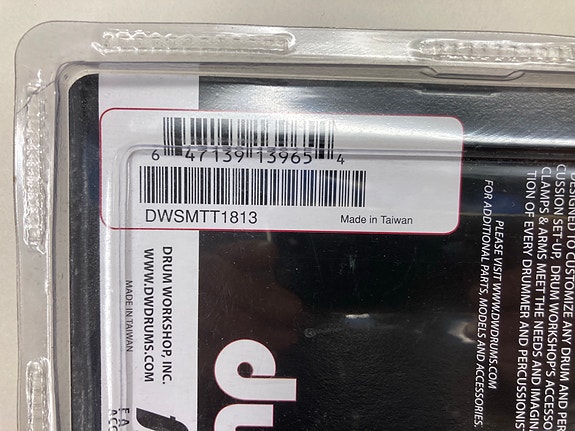 6 47139 13965 4
DWSMTT1813
Made in Taiwan
DRUM WORKSHOP, INC.
WWW.DWDRUMS.COM
MADE IN TAIWAN
PLEASE VISIT WWW.DWDRUMS.COM
FOR ADDITIONAL PARTS, MODELS AND ACCESSORIES.
DESIGNED TO CUSTOMIZE ANY DRUM AND PER
CUSSION SET-UP, DRUM WORKSHOP'S ACCESSO
CLAMPS & ARMS MEET THE NEEDS AND IMAGIN
TION OF EVERY DRUMMER AND PERCUSSIONIST